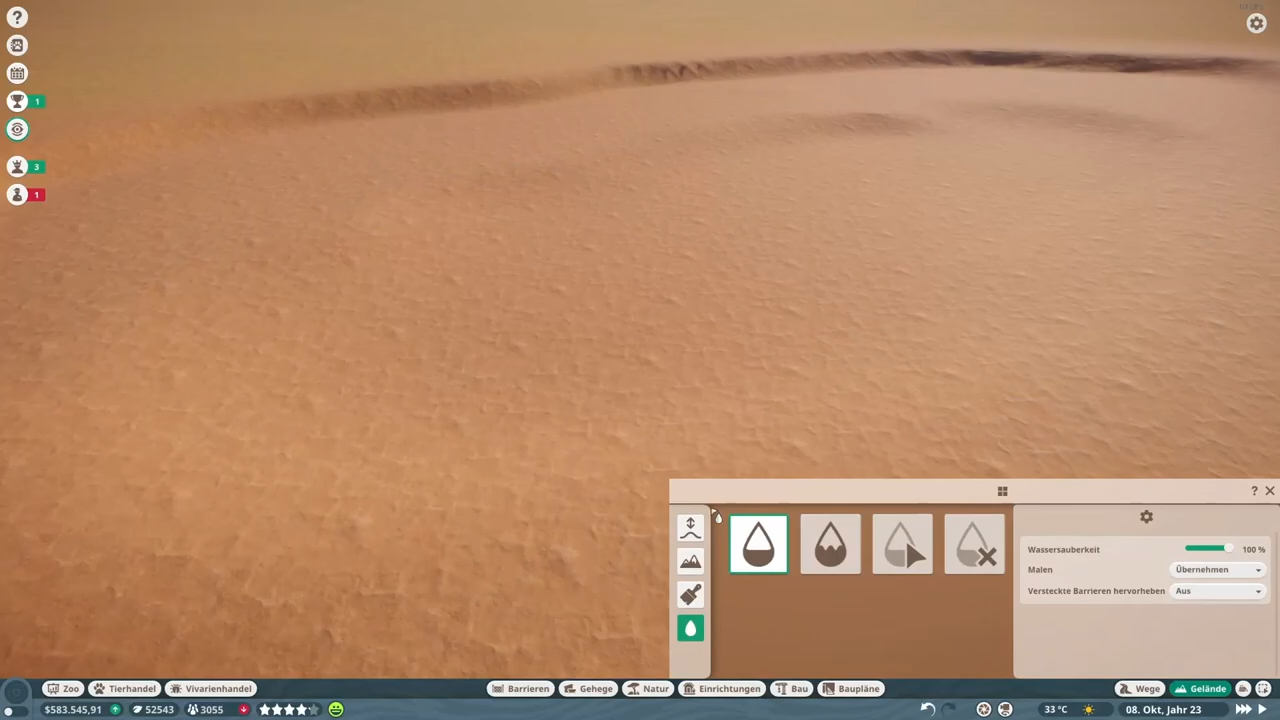 ?
1
3
1
?
Wassersauberkeit 100 %
Malen Übernehmen
Versteckte Barrieren hervorheben Aus
Zoo Tierhandel Vivarienhandel Barrieren Gehege Natur Einrichtungen Bau Baupläne Wege Gelände
$583.545,91 52543 3055 33 °C 08. Okt, Jahr 23